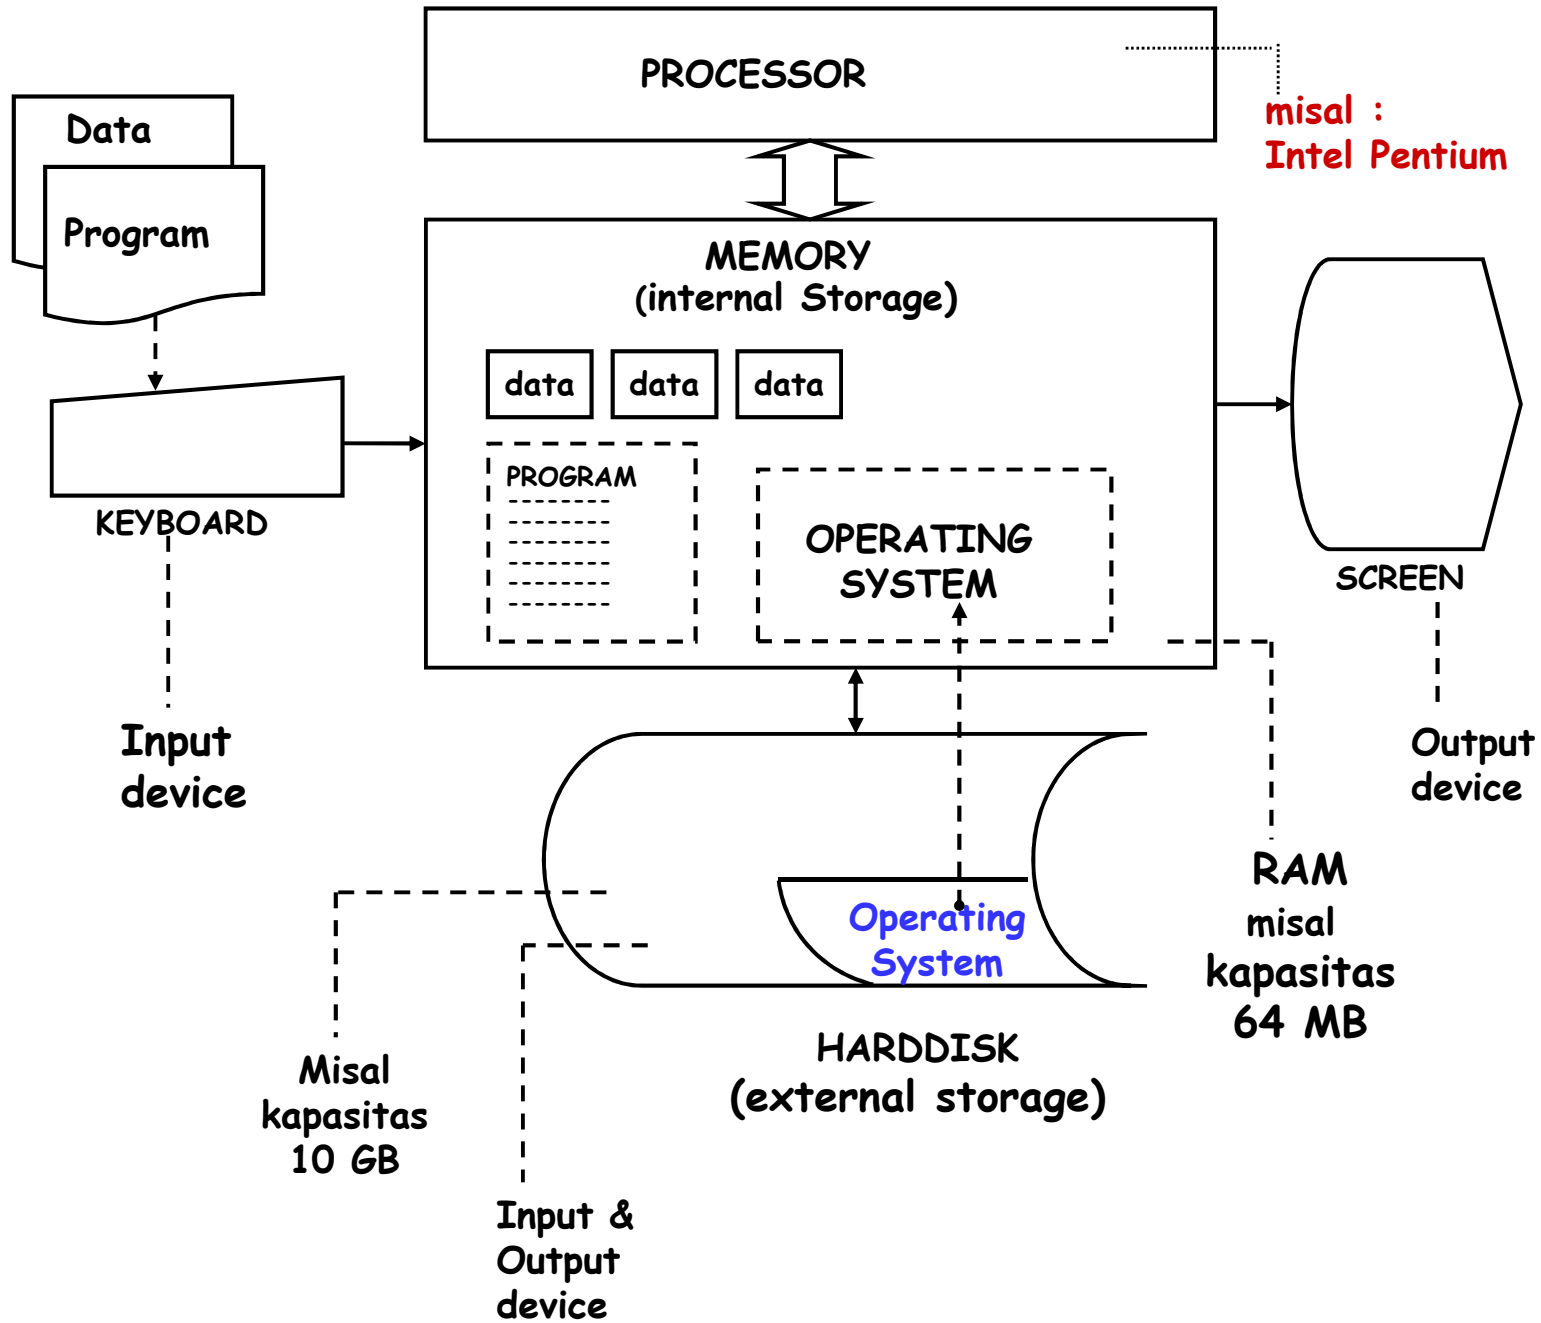 PROCESSOR
misal :
Intel Pentium
Data
Program
MEMORY
(internal Storage)
data data data
PROGRAM
OPERATING
SYSTEM
KEYBOARD
SCREEN
Input
device
Output
device
RAM
misal
kapasitas
64 MB
Operating
System
HARDDISK
(external storage)
Misal
kapasitas
10 GB
Input &
Output
device